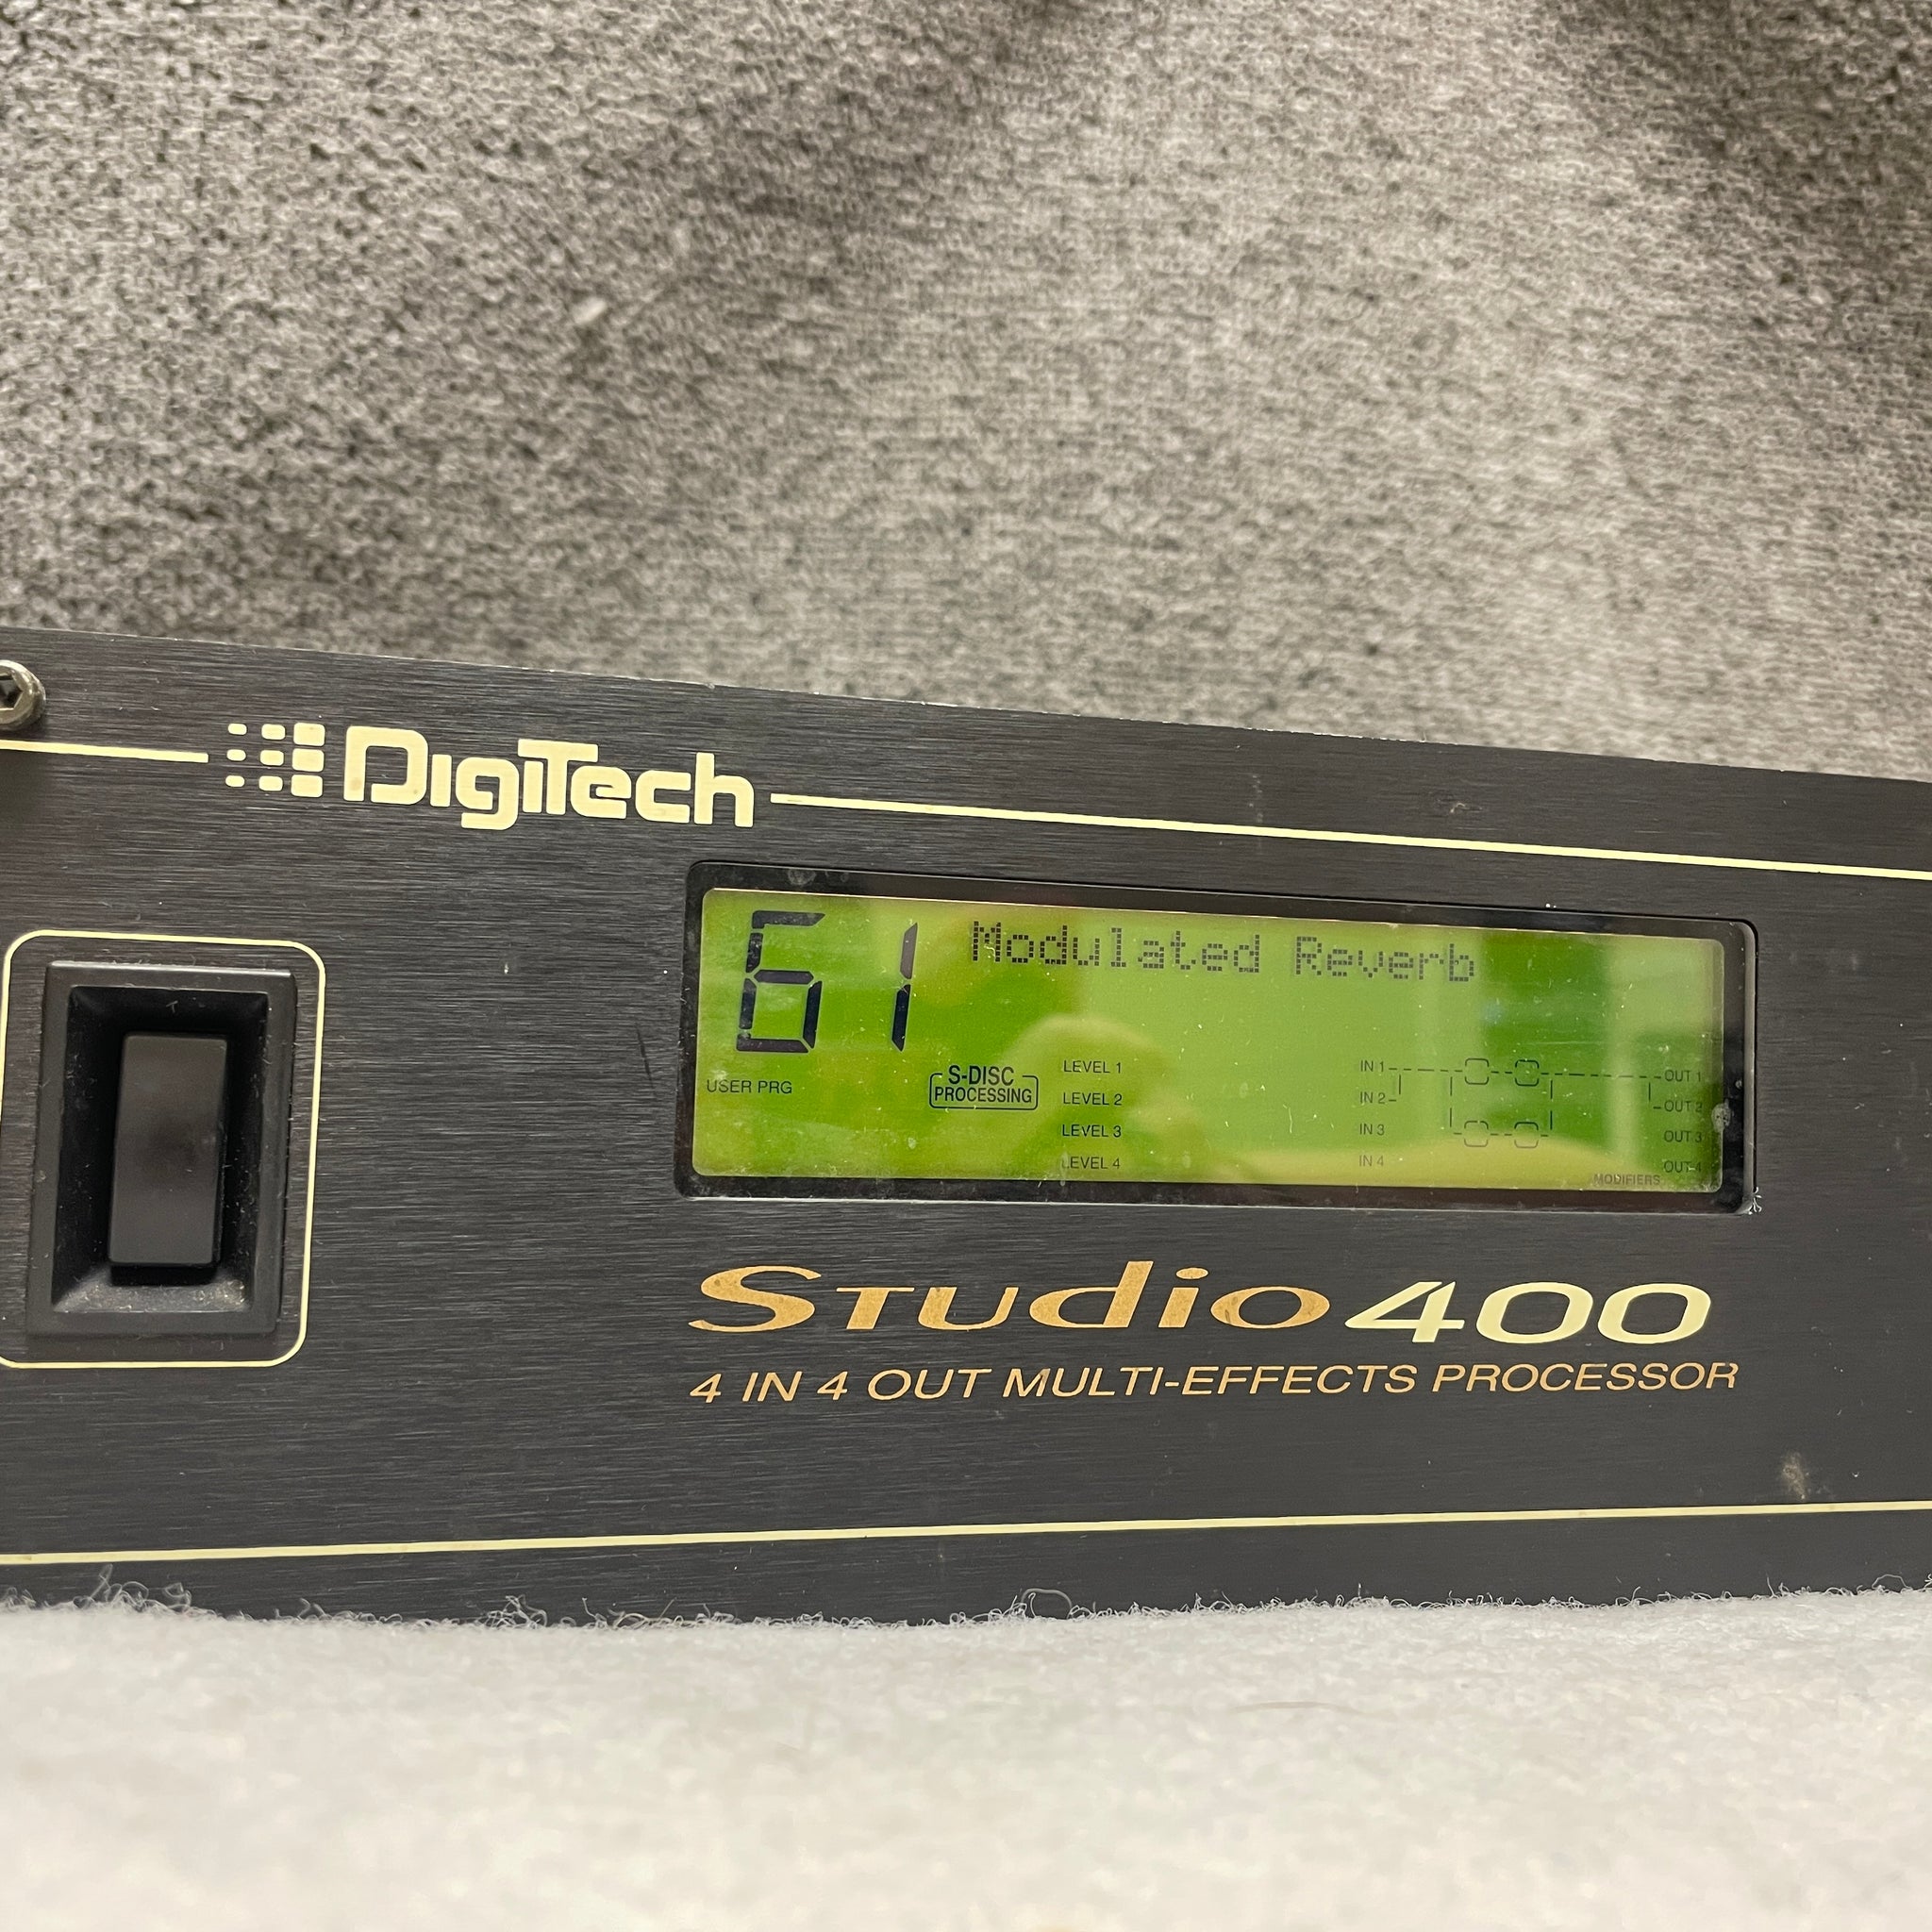 DigiTech
61 Modulated Reverb
USER PRG
S-DISC
PROCESSING
LEVEL 1
LEVEL 2
LEVEL 3
LEVEL 4
IN 1
IN 2
IN 3
IN 4
OUT 1
OUT 2
OUT 3
OUT 4
MODIFIERS
Studio 400
4 IN 4 OUT MULTI-EFFECTS PROCESSOR